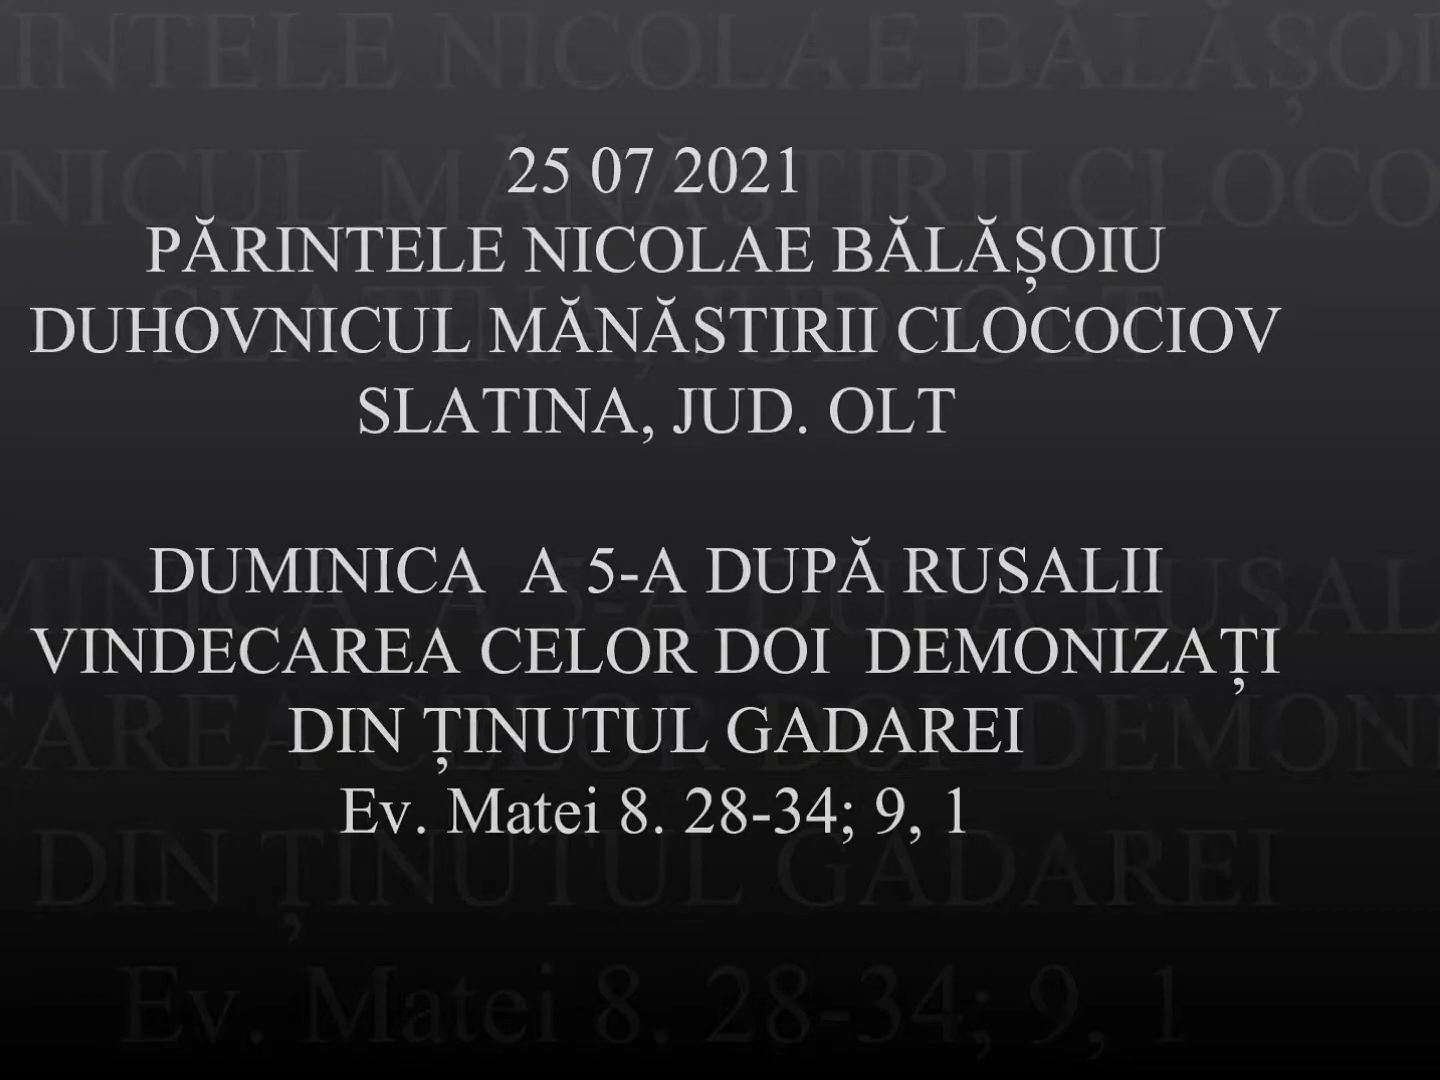 25 07 2021
PĂRINTELE NICOLAE BĂLĂȘOIU
DUHOVNICUL MĂNĂSTIRII CLOCOCIOV
SLATINA, JUD. OLT
DUMINICA A 5-A DUPĂ RUSALII
VINDECAREA CELOR DOI DEMONIZAȚI
DIN ȚINUTUL GADAREI
Ev. Matei 8. 28-34; 9, 1